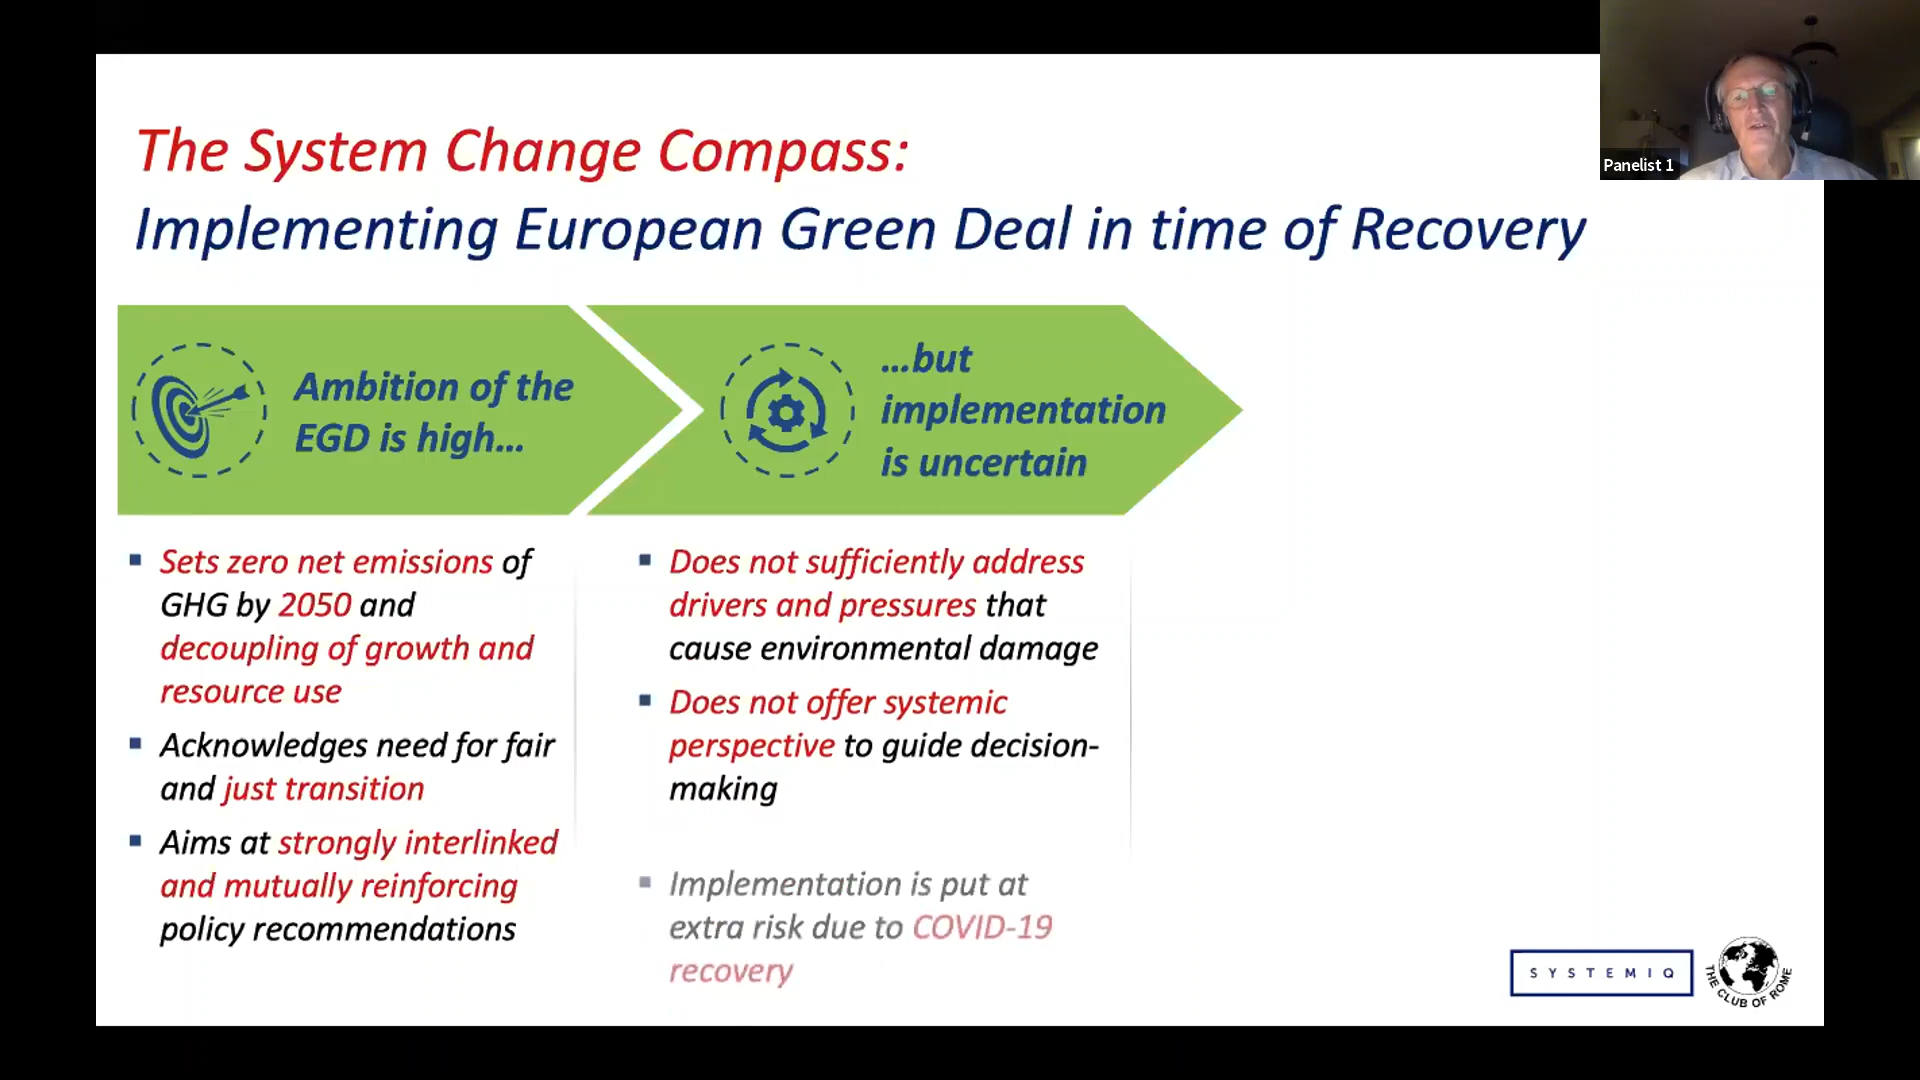 The System Change Compass:
Implementing European Green Deal in time of Recovery
Panelist 1
Ambition of the
EGD is high...
...but
implementation
is uncertain
▪ Sets zero net emissions of
GHG by 2050 and
decoupling of growth and
resource use
▪ Acknowledges need for fair
and just transition
▪ Aims at strongly interlinked
and mutually reinforcing
policy recommendations
▪ Does not sufficiently address
drivers and pressures that
cause environmental damage
▪ Does not offer systemic
perspective to guide decision-
making
▪ Implementation is put at
extra risk due to COVID-19
recovery
SYSTEMIQ
THE CLUB OF ROME